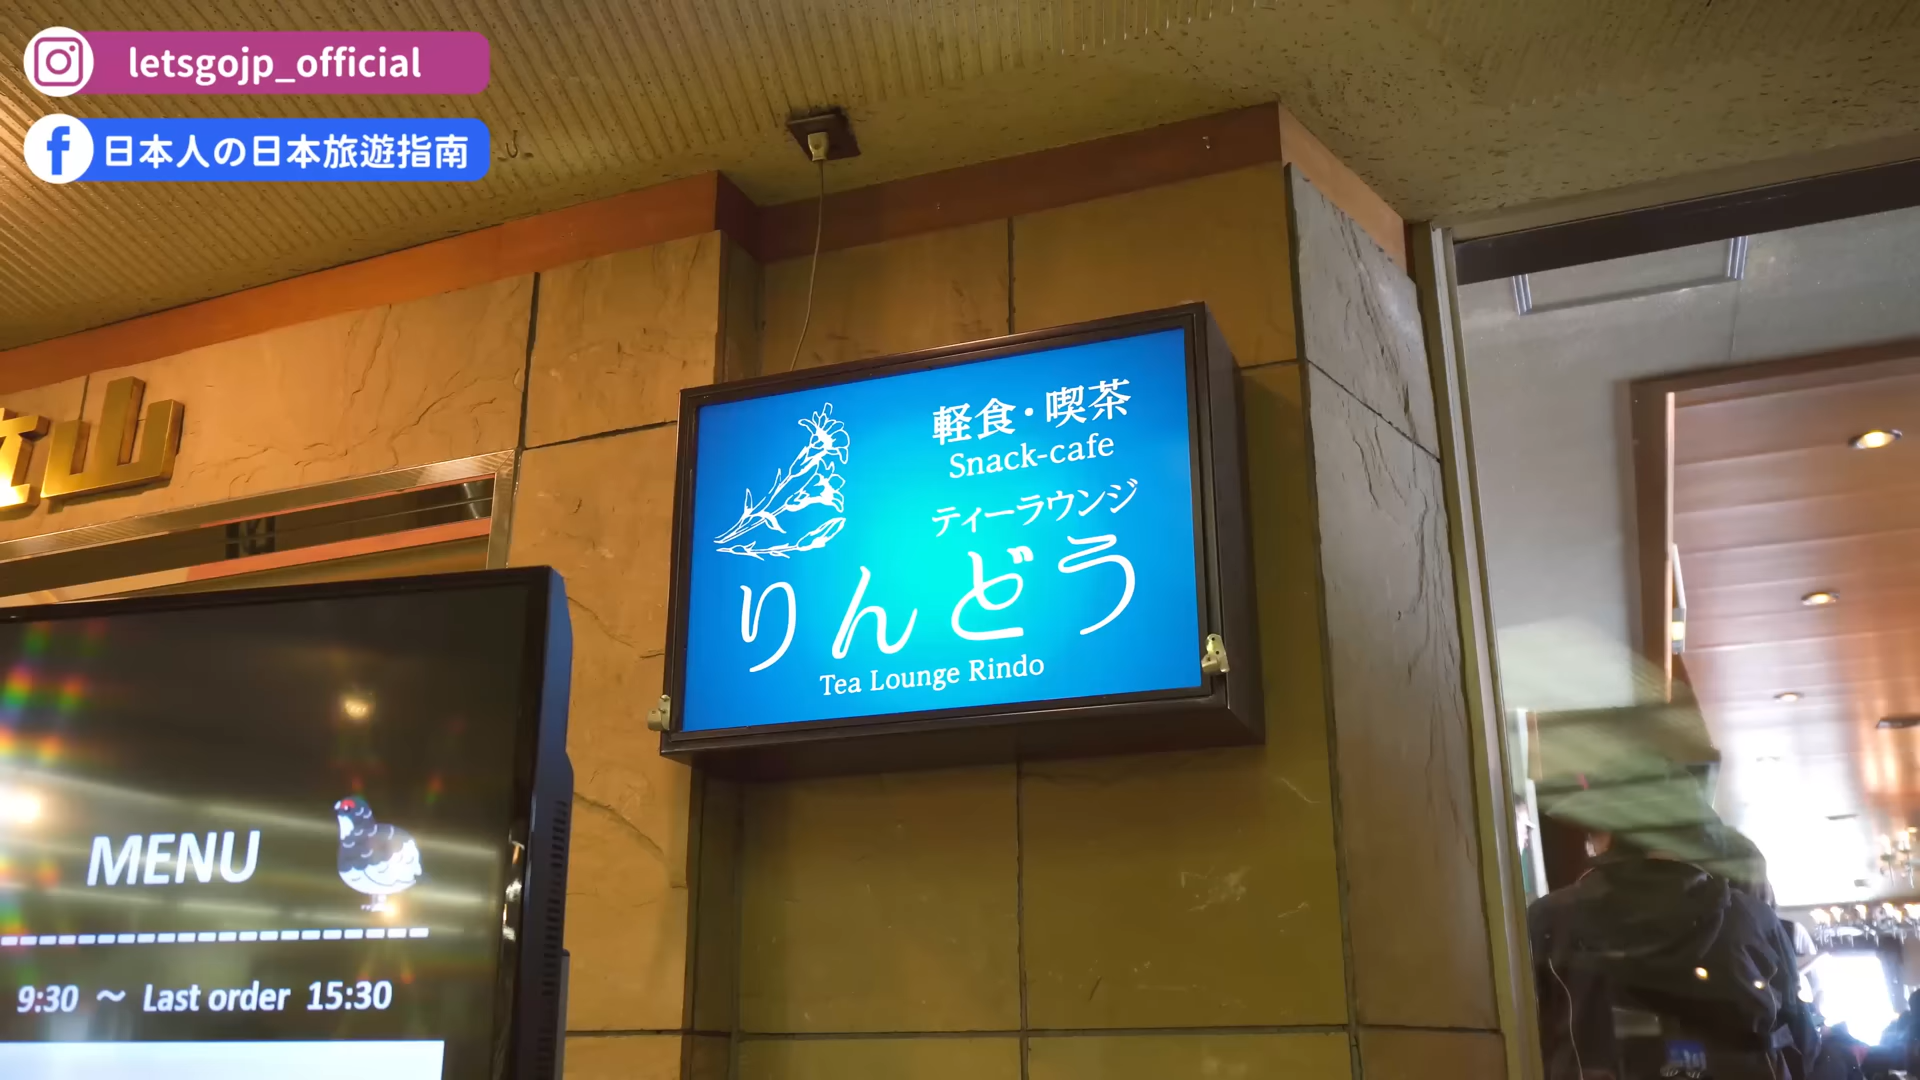 letsgojp_official
日本人の日本旅遊指南
立山
軽食・喫茶
Snack-cafe
ティーラウンジ
りんどう
Tea Lounge Rindo
MENU
9:30 ～ Last order 15:30